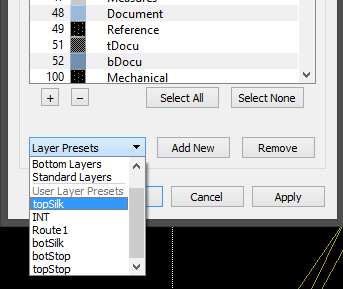 47 Measures
48 Document
49 Reference
51 tDocu
52 bDocu
100 Mechanical
+ − Select All Select None
Layer Presets Add New Remove
Bottom Layers
Standard Layers
User Layer Presets
topSilk
Cancel Apply
INT
Route1
botSilk
botStop
topStop